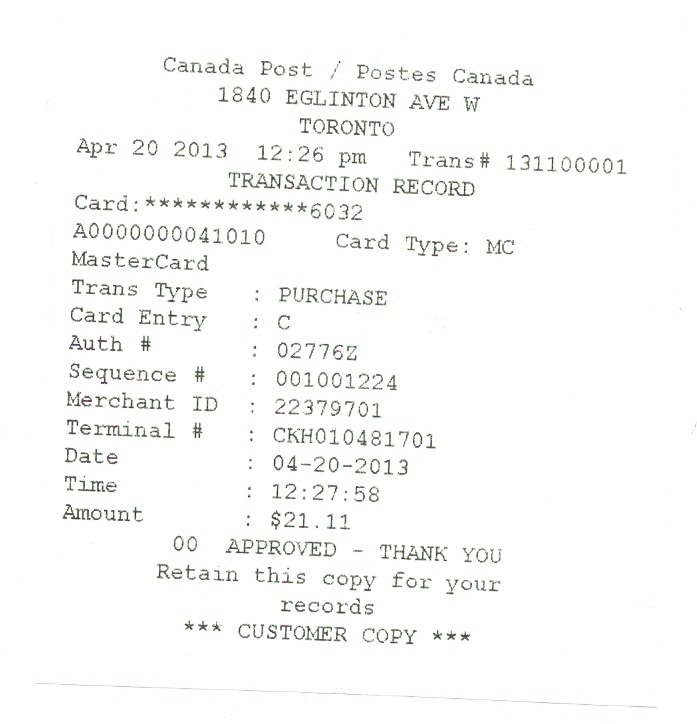 Canada Post / Postes Canada
1840 EGLINTON AVE W
TORONTO
Apr 20 2013 12:26 pm Trans# 131100001
TRANSACTION RECORD
Card:************6032
A0000000041010 Card Type: MC
MasterCard
Trans Type : PURCHASE
Card Entry : C
Auth # : 02776Z
Sequence # : 001001224
Merchant ID : 22379701
Terminal # : CKH010481701
Date : 04-20-2013
Time : 12:27:58
Amount : $21.11
00 APPROVED - THANK YOU
Retain this copy for your
records
*** CUSTOMER COPY ***